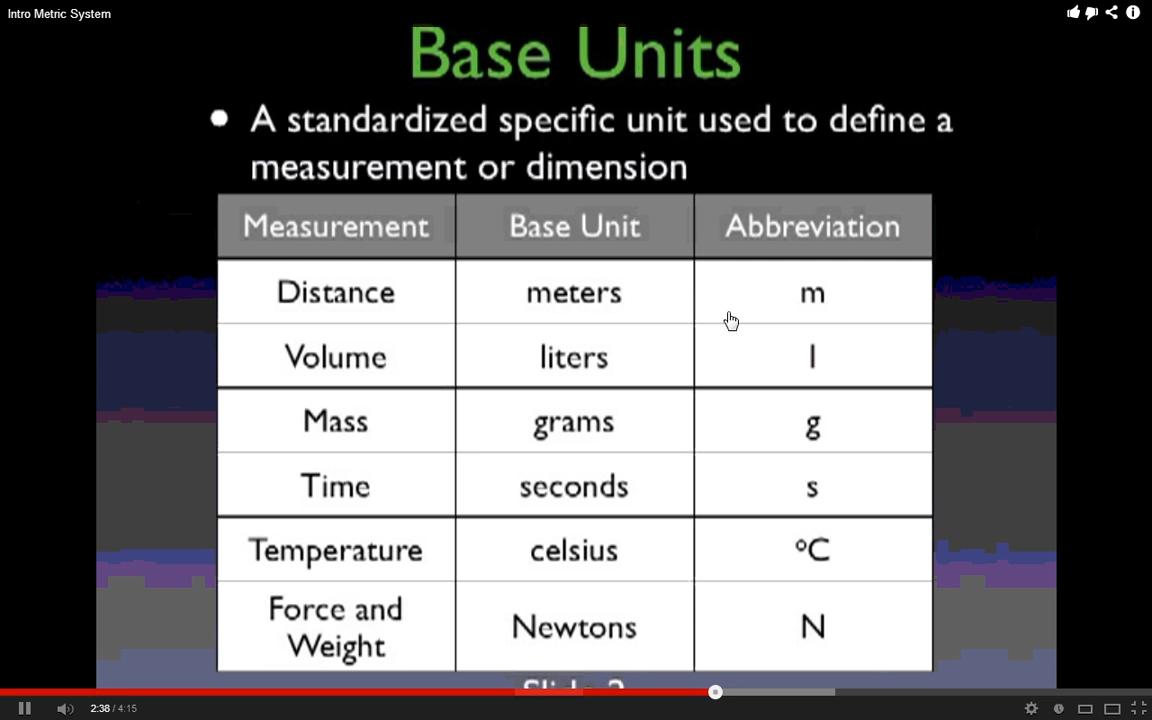 Intro Metric System
Base Units
• A standardized specific unit used to define a
measurement or dimension
Measurement Base Unit Abbreviation
Distance meters m
Volume liters l
Mass grams g
Time seconds s
Temperature celsius °C
Force and
Weight Newtons N
2:38 / 4:15